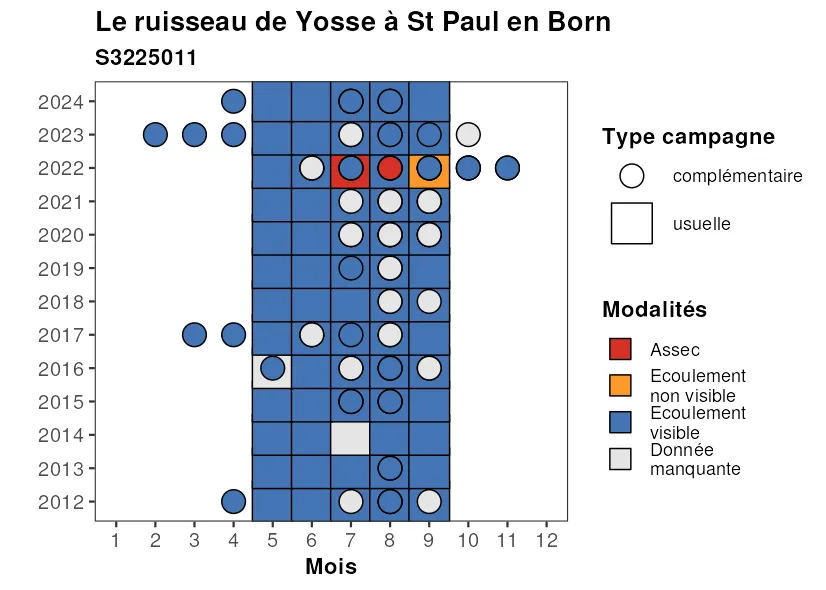 Le ruisseau de Yosse à St Paul en Born
S3225011
2024
2023
2022
2021
2020
2019
2018
2017
2016
2015
2014
2013
2012
1 2 3 4 5 6 7 8 9 10 11 12
Mois
Type campagne
complémentaire
usuelle
Modalités
Assec
Ecoulement
non visible
Ecoulement
visible
Donnée
manquante